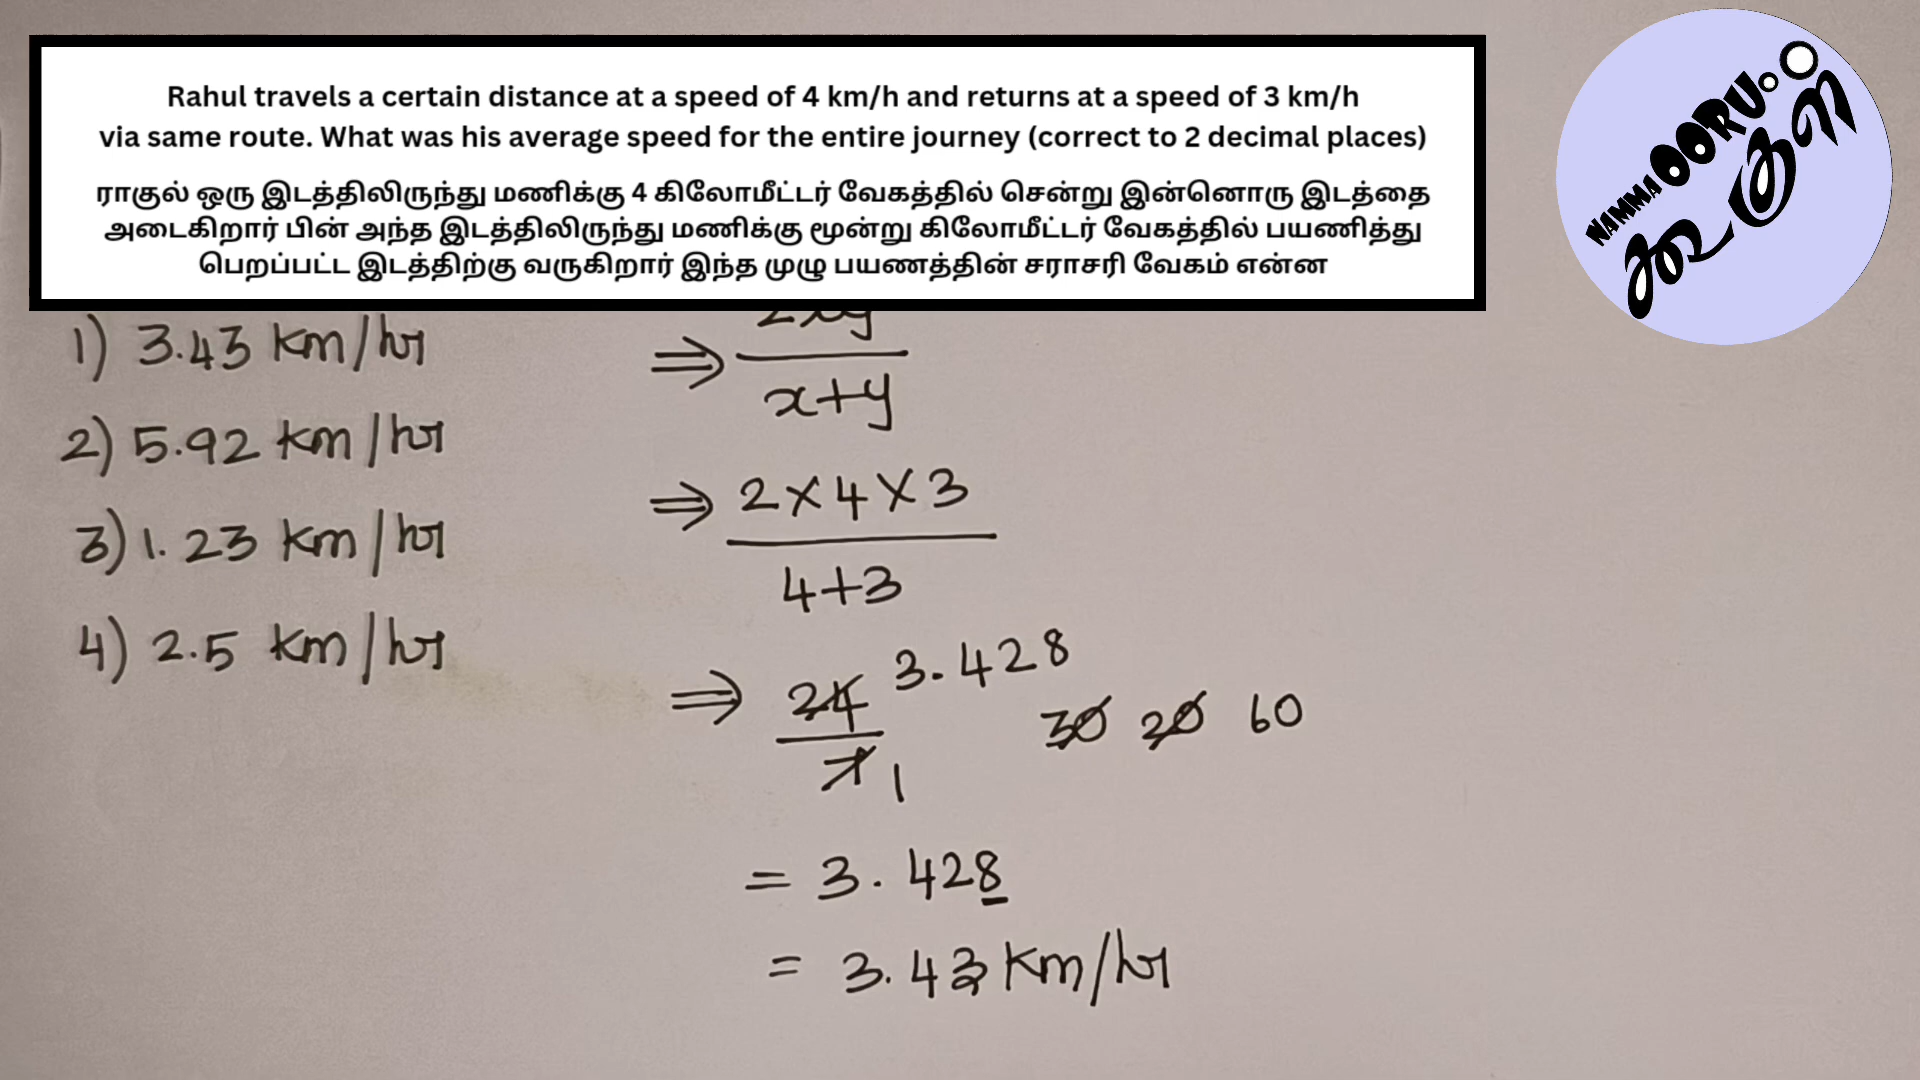 Rahul travels a certain distance at a speed of 4 km/h and returns at a speed of 3 km/h
via same route. What was his average speed for the entire journey (correct to 2 decimal places)
ராகுல் ஒரு இடத்திலிருந்து மணிக்கு 4 கிலோமீட்டர் வேகத்தில் சென்று இன்னொரு இடத்தை
அடைகிறார் பின் அந்த இடத்திலிருந்து மணிக்கு மூன்று கிலோமீட்டர் வேகத்தில் பயணித்து
பெறப்பட்ட இடத்திற்கு வருகிறார் இந்த முழு பயணத்தின் சராசரி வேகம் என்ன
NAMMA OORU
1) 3.43 km/hr
2) 5.92 km/hr
3) 1.23 km/hr
4) 2.5 km/hr
⇒ 2xy
x+y
⇒ 2×4×3
4+3
⇒ 24 3.428
30 20 60
7 1
= 3.428
= 3.43 km/hr